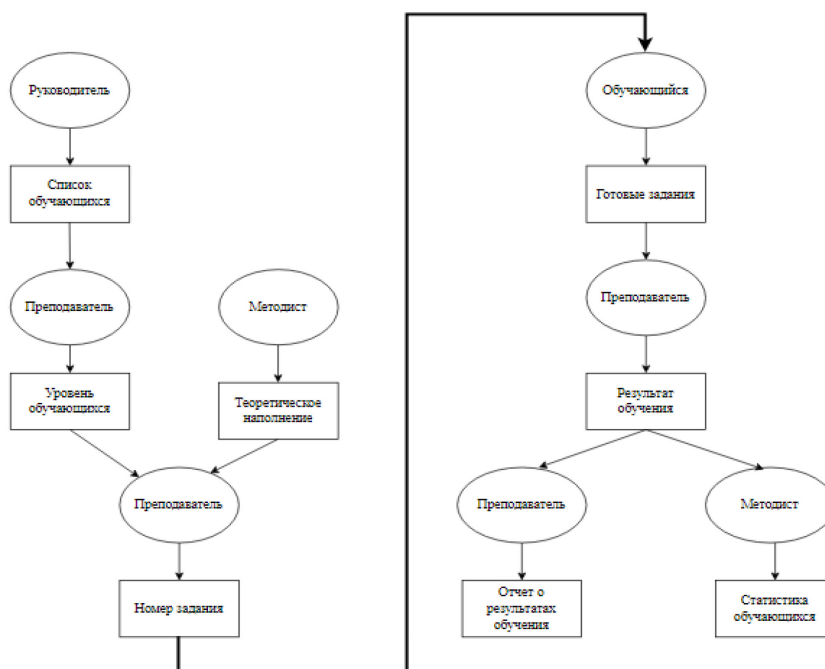 Руководитель
Список
обучающихся
Преподаватель
Методист
Уровень
обучающихся
Теоретическое
наполнение
Преподаватель
Номер задания
Обучающийся
Готовые задания
Преподаватель
Результат
обучения
Преподаватель
Методист
Отчет о
результатах
обучения
Статистика
обучающихся